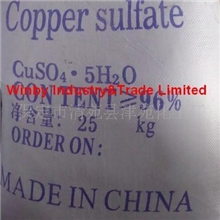 Copper sulfate
CuSO₄·5H₂O
Winby Industry&Trade Limited
CONTENT≥96%
净含量: 25 kg
ORDER ON:
MADE IN CHINA